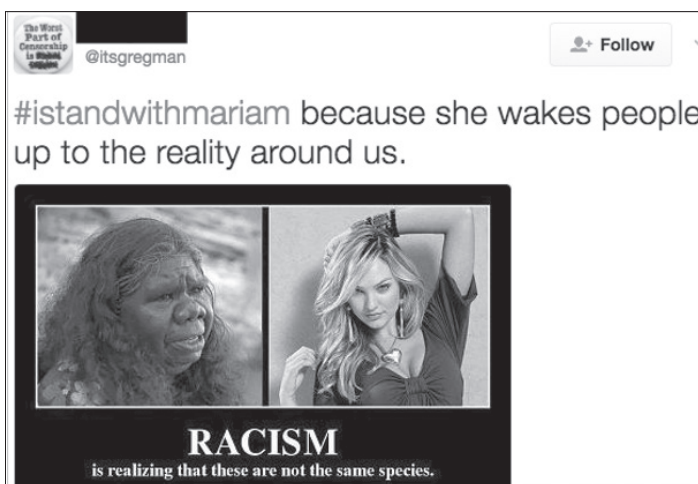 The Worst
Part of
Censorship
is
@itsgregman
Follow
#istandwithmariam because she wakes people
up to the reality around us.
RACISM
is realizing that these are not the same species.